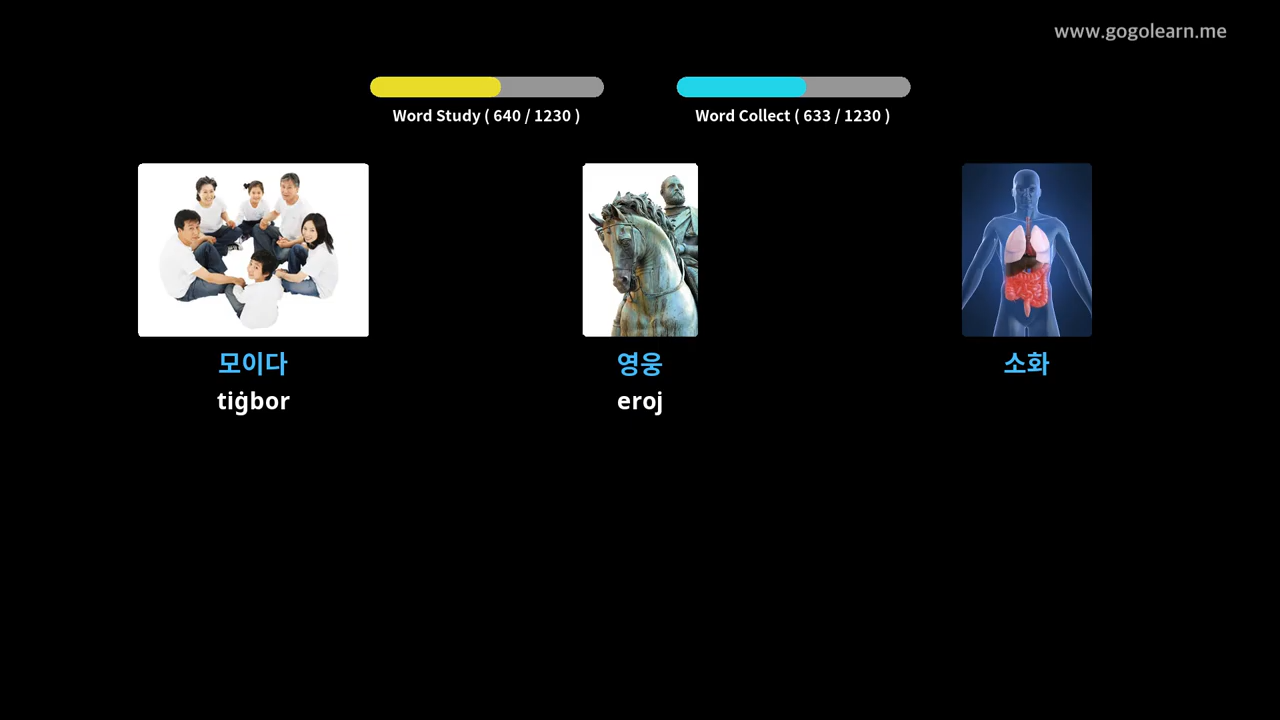 www.gogolearn.me
Word Study ( 640 / 1230 )
Word Collect ( 633 / 1230 )
모이다
영웅
소화
tiġbor
eroj